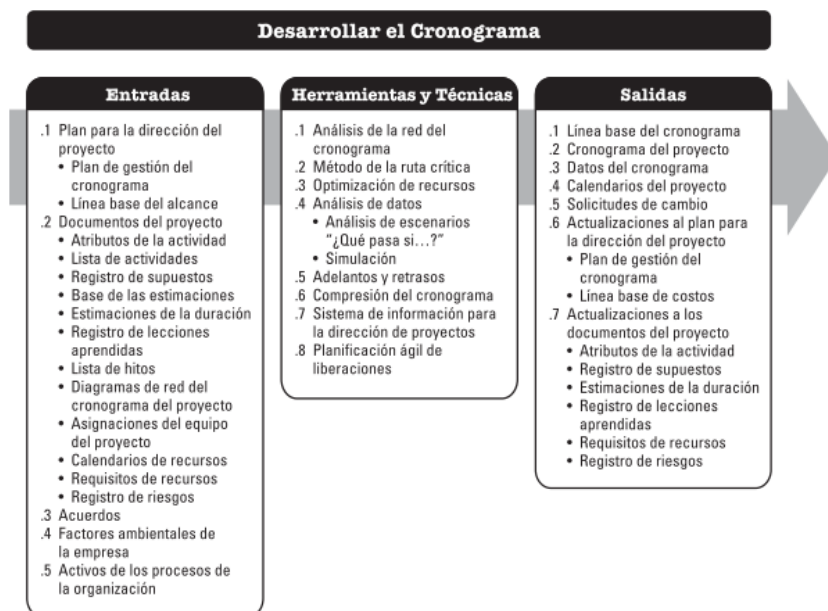 Desarrollar el Cronograma
Entradas
.1 Plan para la dirección del
proyecto
• Plan de gestión del
cronograma
• Línea base del alcance
.2 Documentos del proyecto
• Atributos de la actividad
• Lista de actividades
• Registro de supuestos
• Base de las estimaciones
• Estimaciones de la duración
• Registro de lecciones
aprendidas
• Lista de hitos
• Diagramas de red del
cronograma del proyecto
• Asignaciones del equipo
del proyecto
• Calendarios de recursos
• Requisitos de recursos
• Registro de riesgos
.3 Acuerdos
.4 Factores ambientales de
la empresa
.5 Activos de los procesos de
la organización
Herramientas y Técnicas
.1 Análisis de la red del
cronograma
.2 Método de la ruta crítica
.3 Optimización de recursos
.4 Análisis de datos
• Análisis de escenarios
“¿Qué pasa si...?”
• Simulación
.5 Adelantos y retrasos
.6 Compresión del cronograma
.7 Sistema de información para
la dirección de proyectos
.8 Planificación ágil de
liberaciones
Salidas
.1 Línea base del cronograma
.2 Cronograma del proyecto
.3 Datos del cronograma
.4 Calendarios del proyecto
.5 Solicitudes de cambio
.6 Actualizaciones al plan para
la dirección del proyecto
• Plan de gestión del
cronograma
• Línea base de costos
.7 Actualizaciones a los
documentos del proyecto
• Atributos de la actividad
• Registro de supuestos
• Estimaciones de la duración
• Registro de lecciones
aprendidas
• Requisitos de recursos
• Registro de riesgos